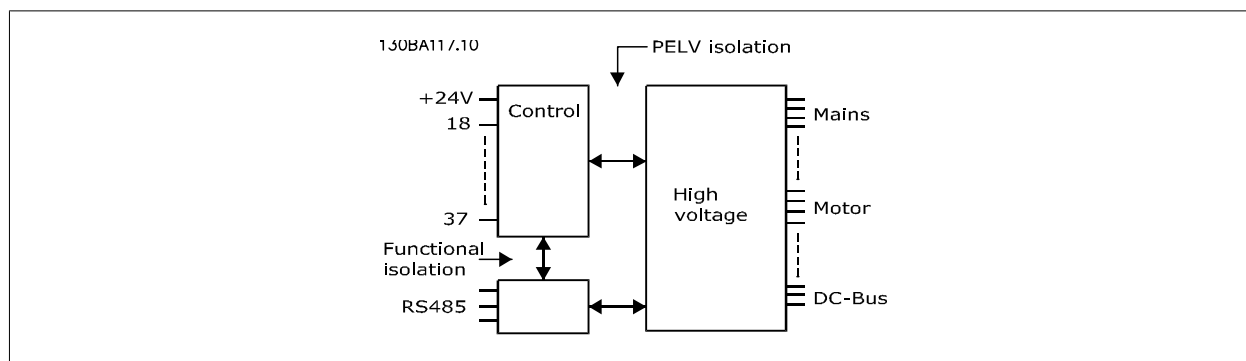 130BA117.10
PELV isolation
+24V
Control
Mains
18
High
voltage
37
Motor
Functional
isolation
RS485
DC-Bus